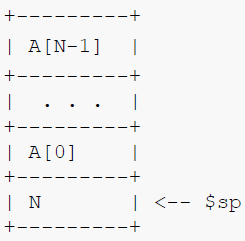 +---------+
| A[N-1]  |
+---------+
|  . . .  |
+---------+
| A[0]    |
+---------+
| N       | <-- $sp
+---------+